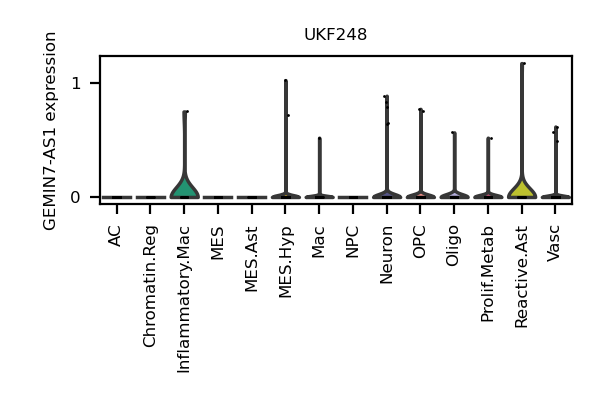 UKF248
GEMIN7-AS1 expression
1
0
AC
Chromatin.Reg
Inflammatory.Mac
MES
MES.Ast
MES.Hyp
Mac
NPC
Neuron
OPC
Oligo
Prolif.Metab
Reactive.Ast
Vasc